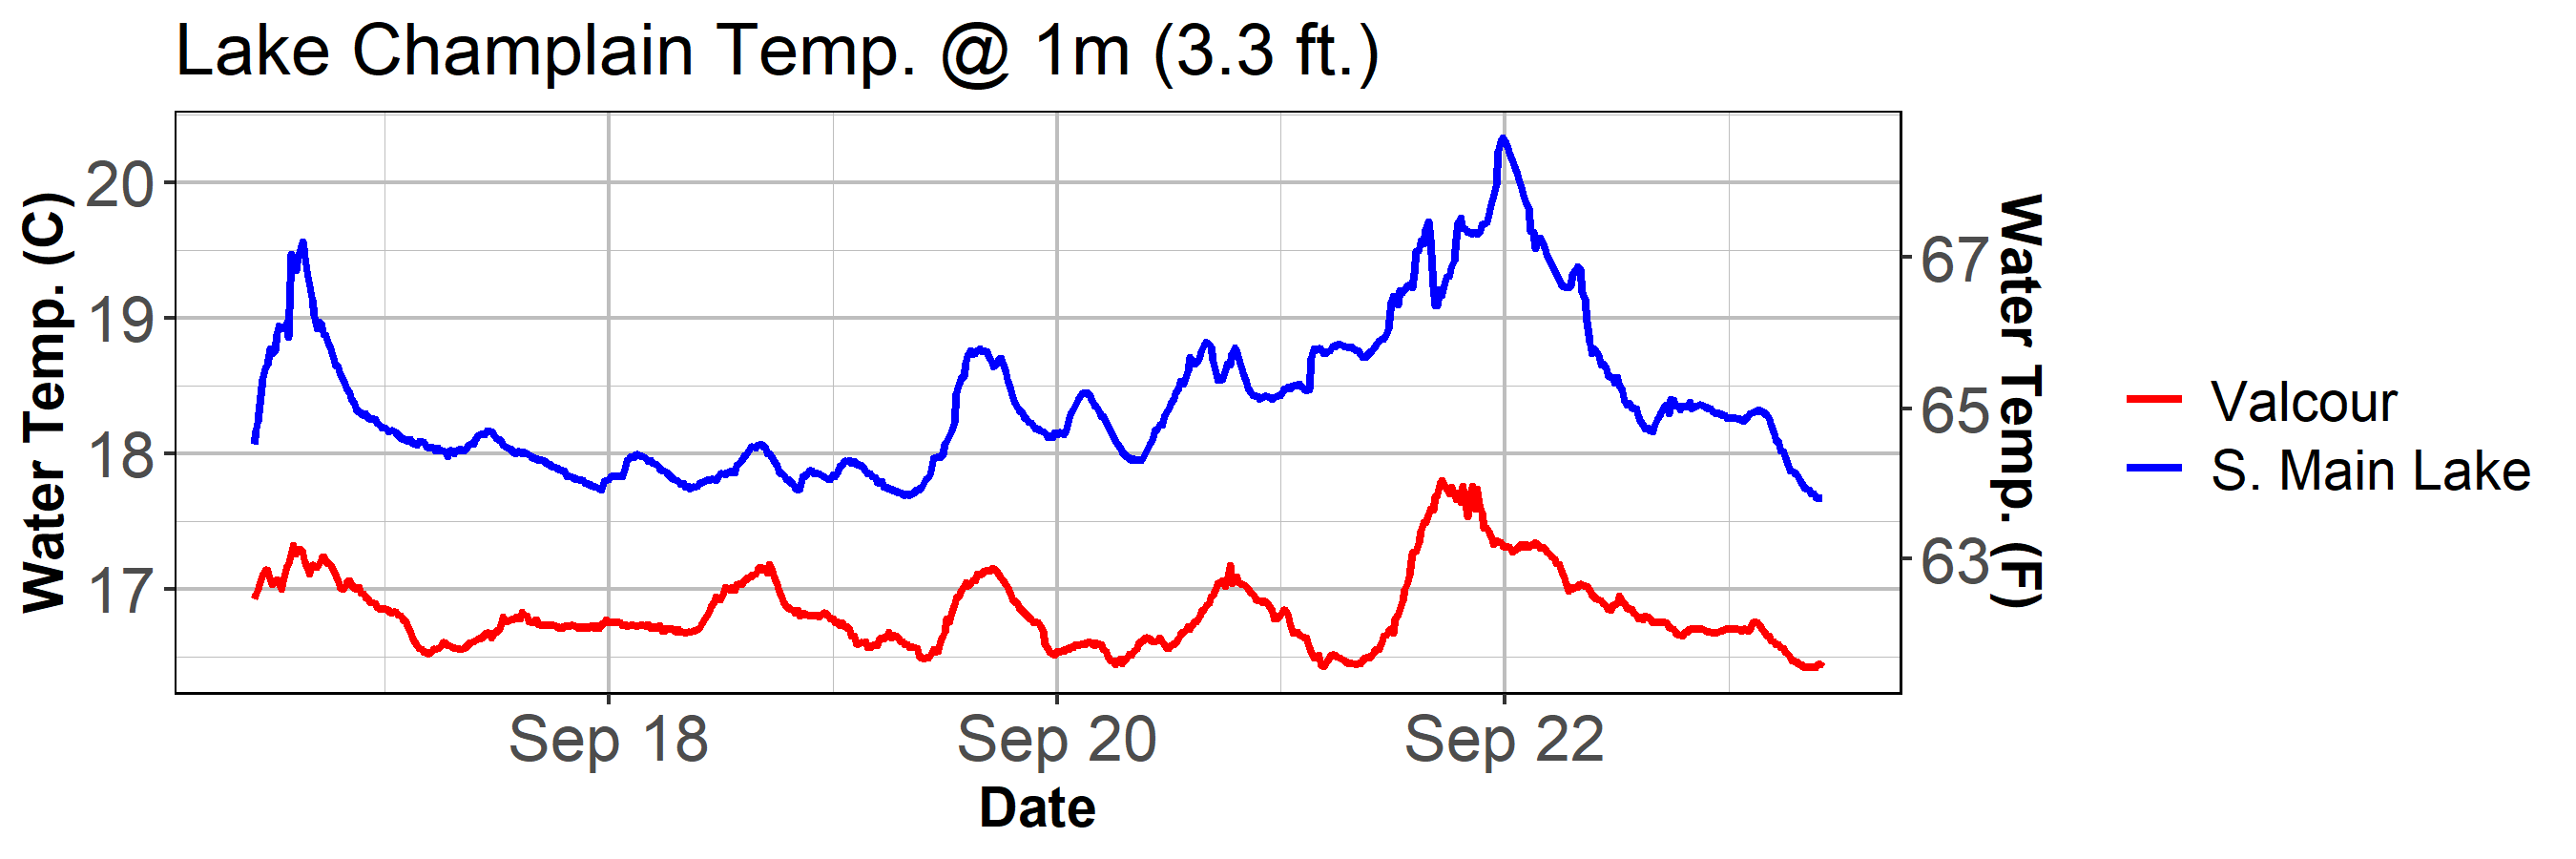 Lake Champlain Temp. @ 1m (3.3 ft.)
Water Temp. (C)
20
19
18
17
67
65
63
Water Temp. (F)
Sep 18
Sep 20
Sep 22
Date
Valcour
S. Main Lake